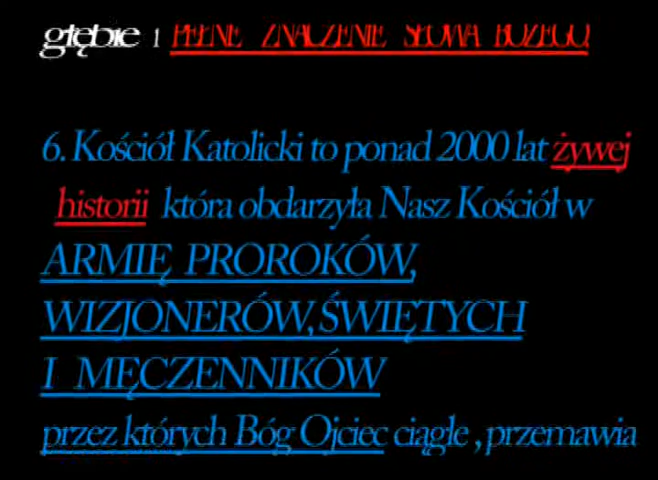 głębie i PEŁNE ZNACZENIE SŁOWA BOŻEGO
6. Kościół Katolicki to ponad 2000 lat żywej
historii która obdarzyła Nasz Kościół w
ARMIĘ PROROKÓW,
WIZJONERÓW,ŚWIĘTYCH
I MĘCZENNIKÓW
przez których Bóg Ojciec ciągle , przemawia